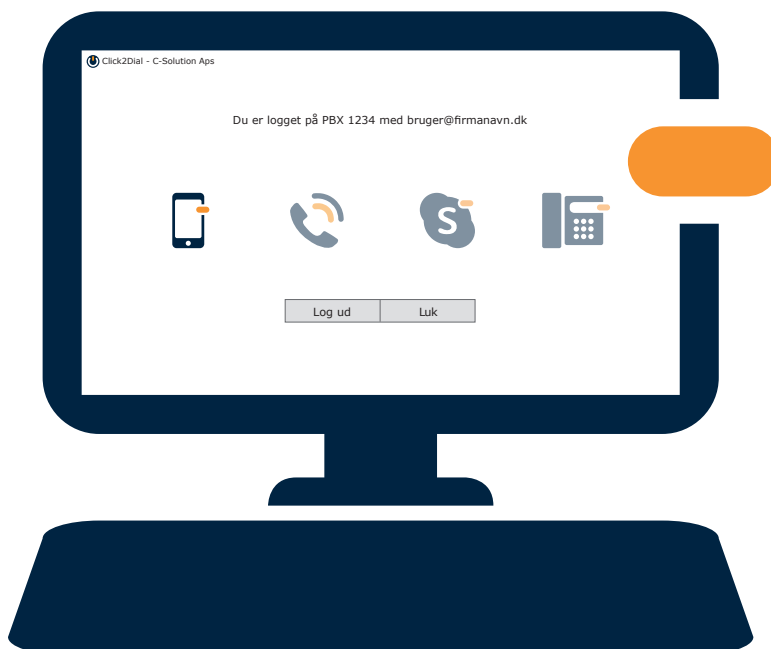 Click2Dial - C-Solution Aps
Du er logget på PBX 1234 med bruger@firmanavn.dk
S
Log ud
Luk